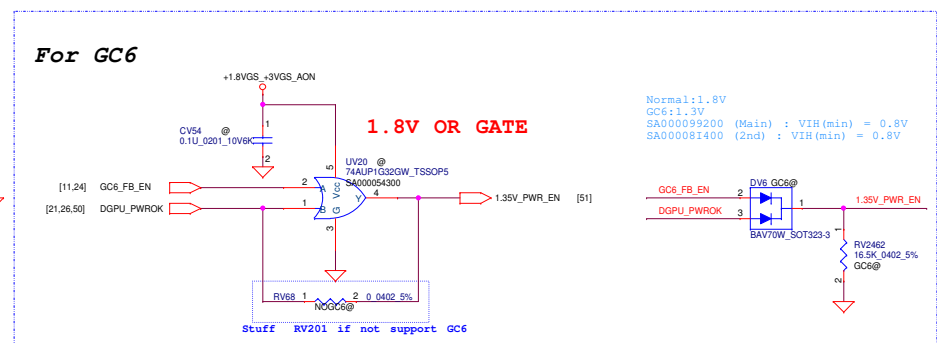 For GC6
+1.8VGS_+3VGS_AON
CV54 @
0.1U_0201_10V6K
1
2
1.8V OR GATE
UV20 @
74AUP1G32GW_TSSOP5
SA000054300
5
[11,24] GC6_FB_EN 2 A Vcc
[21,26,50] DGPU_PWROK 1 B G Y 4
1.35V_PWR_EN [51]
3
RV68 1 2 0_0402_5%
NOGC6@
Stuff RV201 if not support GC6
Normal:1.8V
GC6:1.3V
SA000099200 (Main) : VIH(min) = 0.8V
SA00008I400 (2nd) : VIH(min) = 0.8V
DV6 GC6@
GC6_FB_EN 2
DGPU_PWROK 3
1 1.35V_PWR_EN
BAV70W_SOT323-3
1
RV2462
16.5K_0402_5%
GC6@
2